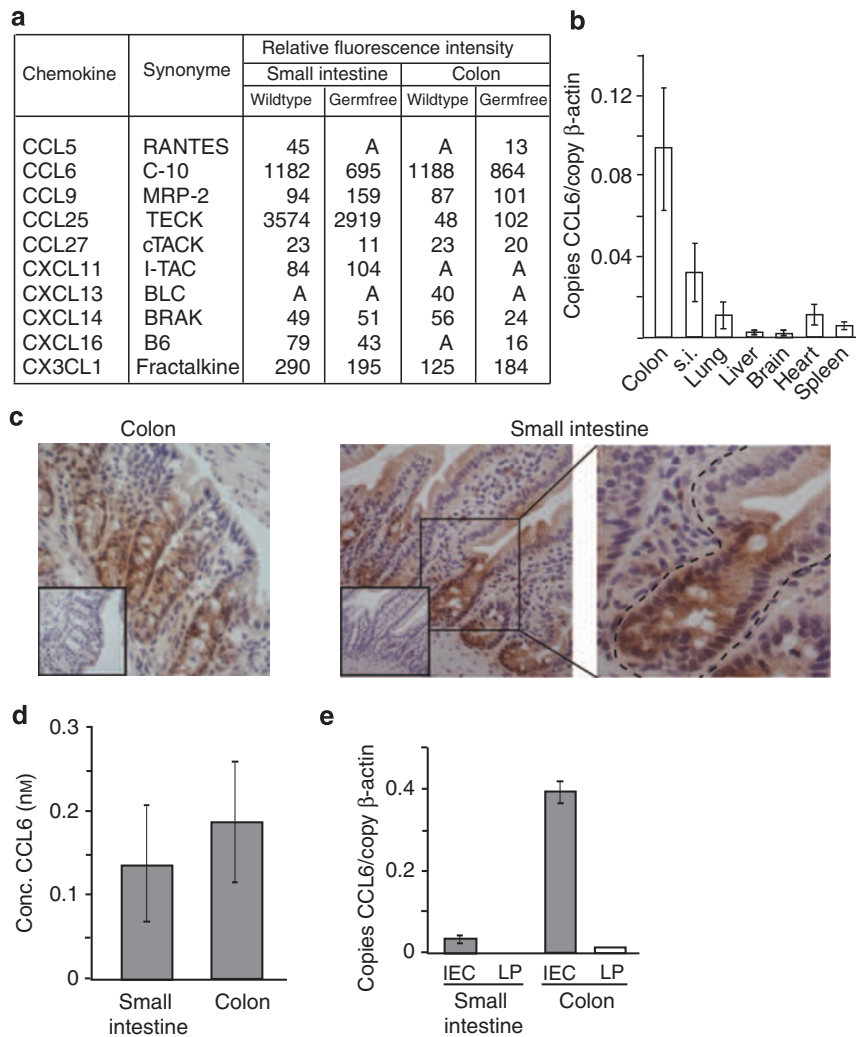 a
Chemokine Synonyme Relative fluorescence intensity
Small intestine Colon
Wildtype Germfree Wildtype Germfree
CCL5 RANTES 45 A A 13
CCL6 C-10 1182 695 1188 864
CCL9 MRP-2 94 159 87 101
CCL25 TECK 3574 2919 48 102
CCL27 cTACK 23 11 23 20
CXCL11 I-TAC 84 104 A A
CXCL13 BLC A A 40 A
CXCL14 BRAK 49 51 56 24
CXCL16 B6 79 43 A 16
CX3CL1 Fractalkine 290 195 125 184
b
Copies CCL6/copy β-actin
0.12
0.08
0.04
Colon s.i. Lung Liver Brain Heart Spleen
c
Colon Small intestine
d
Conc. CCL6 (nM)
0.3
0.2
0.1
0
Small intestine
Colon
e
Copies CCL6/copy β-actin
0.4
0.2
0
IEC LP IEC LP
Small intestine
Colon